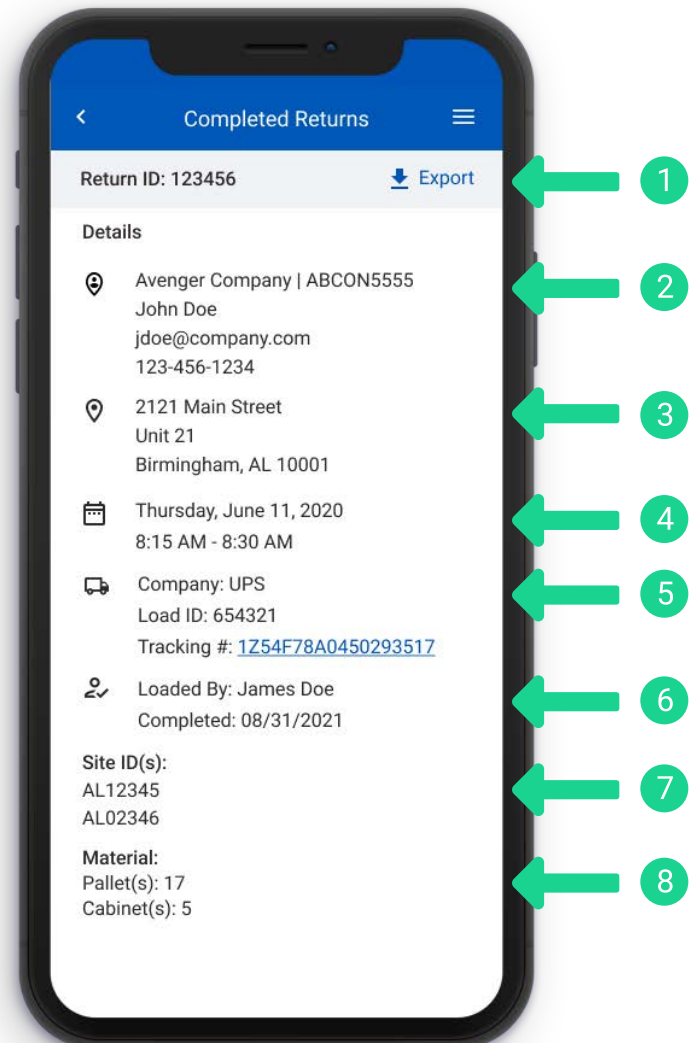 Completed Returns
Return ID: 123456 Export 1
Details
Avenger Company | ABCON5555 2
John Doe
jdoe@company.com
123-456-1234
2121 Main Street 3
Unit 21
Birmingham, AL 10001
Thursday, June 11, 2020 4
8:15 AM - 8:30 AM
Company: UPS 5
Load ID: 654321
Tracking #: 1Z54F78A0450293517
Loaded By: James Doe 6
Completed: 08/31/2021
Site ID(s):
AL12345 7
AL02346
Material:
Pallet(s): 17 8
Cabinet(s): 5